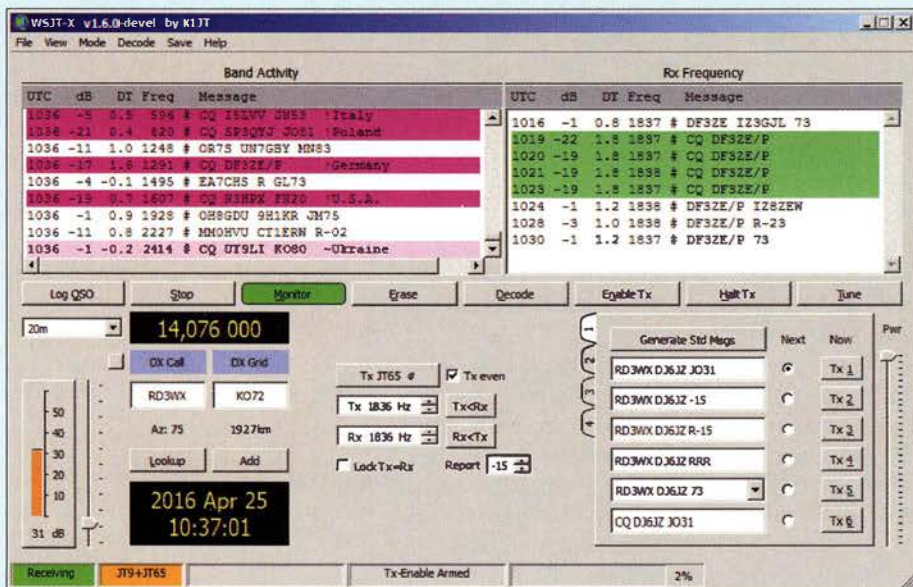 WSJT-X v1.6.0-devel by K1JT
File View Mode Decode Save Help
Band Activity
UTC dB DT Freq Message
1036 -5 0.5 596 # CQ !Italy
1036 -21 0.4 820 # CQ SP3QYJ JO81 !Poland
1036 -11 1.0 1248 # OR7S UN7GBY MN83
1036 -17 1.6 1291 # CQ DF3ZE/P !Germany
1036 -4 -0.1 1495 # EA7CHS R GL73
1036 -19 0.7 1607 # CQ N3HPX FN20 !U.S.A.
1036 -1 0.9 1928 # OH8GDU 9H1KR JM75
1036 -11 0.8 2227 # MM0HVU CT1ERN R-02
1036 -1 -0.2 2414 # CQ UT9LI KO80 ~Ukraine
Rx Frequency
UTC dB DT Freq Message
1016 -1 0.8 1837 # DF3ZE IZ3GJL 73
1019 -22 1.8 1837 # CQ DF3ZE/P
1020 -19 1.8 1838 # CQ DF3ZE/P
1021 -19 1.8 1838 # CQ DF3ZE/P
1023 -19 1.8 1837 # CQ DF3ZE/P
1024 -1 1.2 1838 # DF3ZE/P IZ8ZEW
1028 -3 1.0 1838 # DF3ZE/P R-23
1030 -1 1.2 1837 # DF3ZE/P 73
Log QSO Stop Monitor Erase Decode Enable Tx Halt Tx Tune
20m
14,076 000
DX Call DX Grid
RD3WX KO72
Az: 75 1927km
Lookup Add
2016 Apr 25
10:37:01
50
40
30
20
10
31 dB
Tx JT65 # Tx even
Tx 1836 Hz Tx<Rx
Rx 1836 Hz Rx<Tx
Lock Tx=Rx Report -15
1
2
3
4
Generate Std Msgs Next Now Pwr
RD3WX DJ6JZ JO31 Tx 1
RD3WX DJ6JZ -15 Tx 2
RD3WX DJ6JZ R-15 Tx 3
RD3WX DJ6JZ RRR Tx 4
RD3WX DJ6JZ 73 Tx 5
CQ DJ6JZ JO31 Tx 6
Receiving JT9+JT65 Tx-Enable Armed 2%